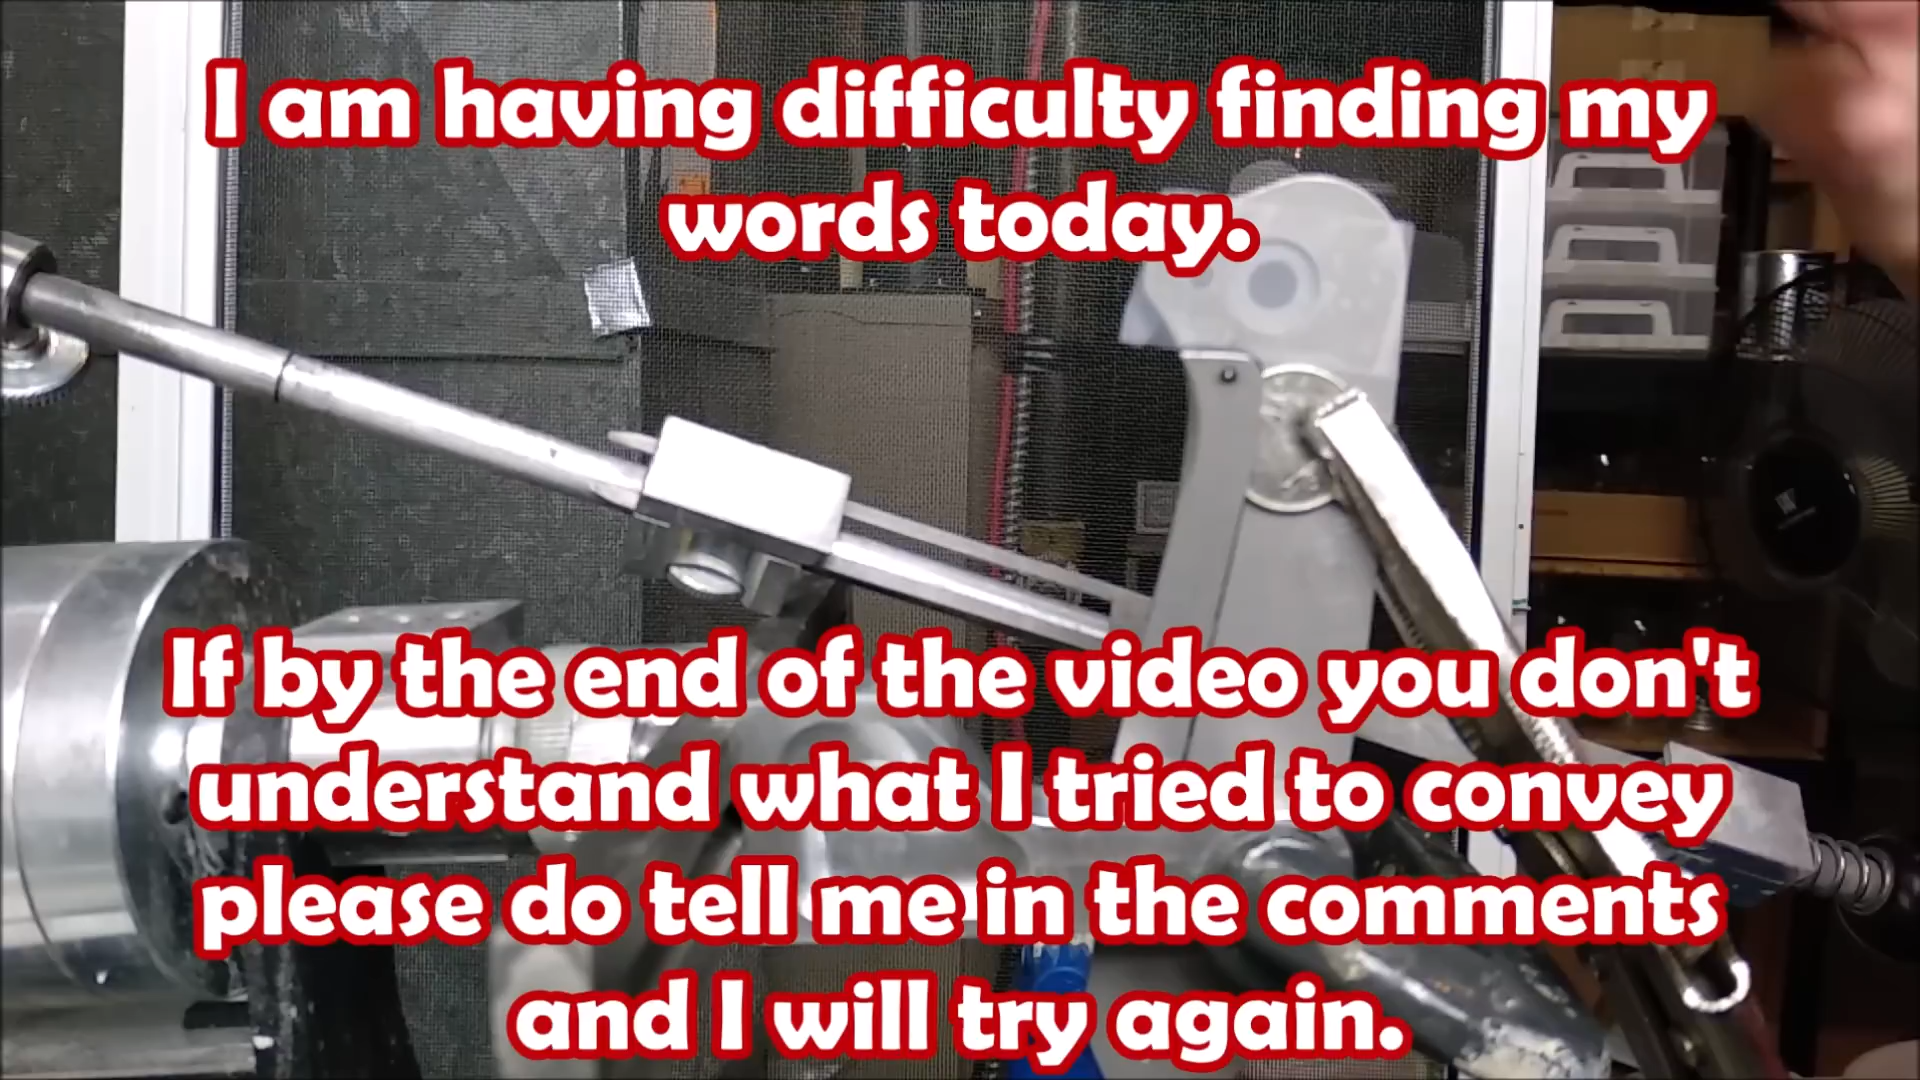 I am having difficulty finding my
words today.
If by the end of the video you don't
understand what I tried to convey
please do tell me in the comments
and I will try again.